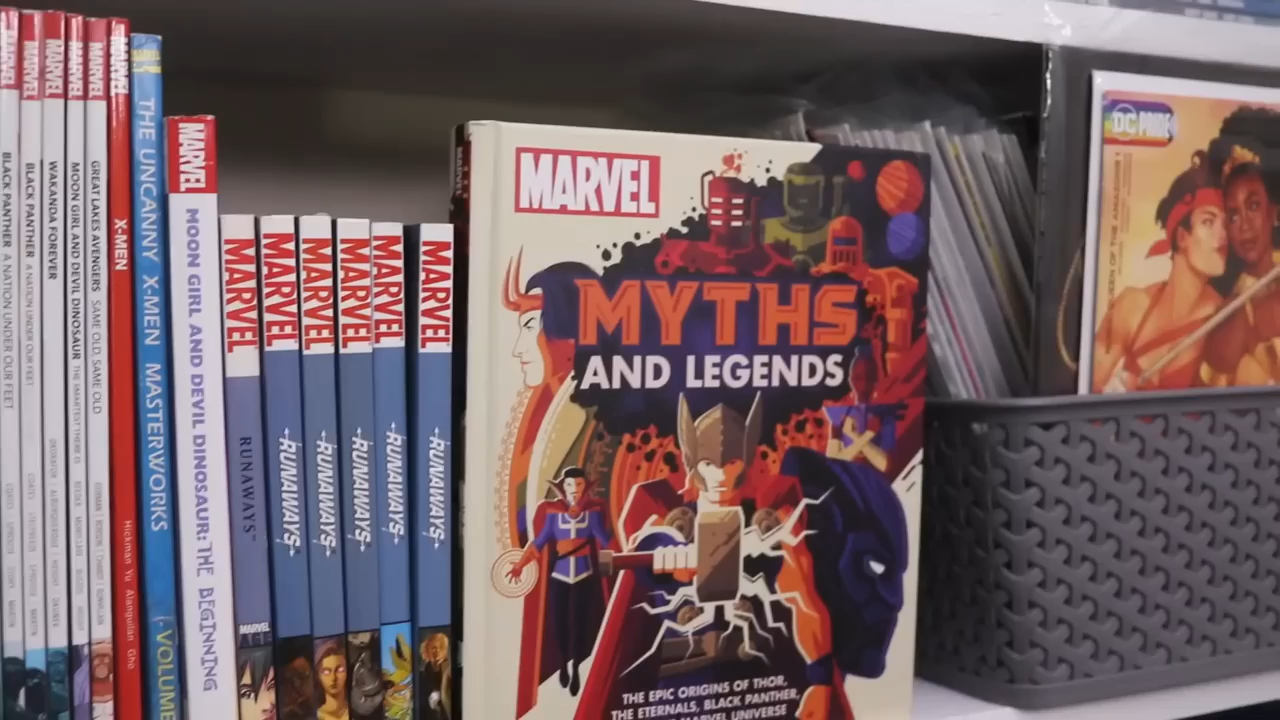 MARVEL
BLACK PANTHER A NATION UNDER OUR FEET
MARVEL
BLACK PANTHER A NATION UNDER OUR FEET
MARVEL
WAKANDA FOREVER
MARVEL
MOON GIRL AND DEVIL DINOSAUR THE SMARTEST THERE IS
MARVEL
GREAT LAKES AVENGERS SAME OLD, SAME OLD
MARVEL
X-MEN
Hickman Yu Alanguilan Gho
THE UNCANNY X-MEN MASTERWORKS
VOLUME
MARVEL
MOON GIRL AND DEVIL DINOSAUR: THE BEGINNING
MARVEL
RUNAWAYS
MARVEL
MARVEL
RUNAWAYS
MARVEL
RUNAWAYS
MARVEL
RUNAWAYS
MARVEL
RUNAWAYS
MARVEL
RUNAWAYS
MARVEL
MARVEL
MYTHS
AND LEGENDS
THE EPIC ORIGINS OF THOR,
THE ETERNALS, BLACK PANTHER,
MARVEL UNIVERSE
DC PRIDE